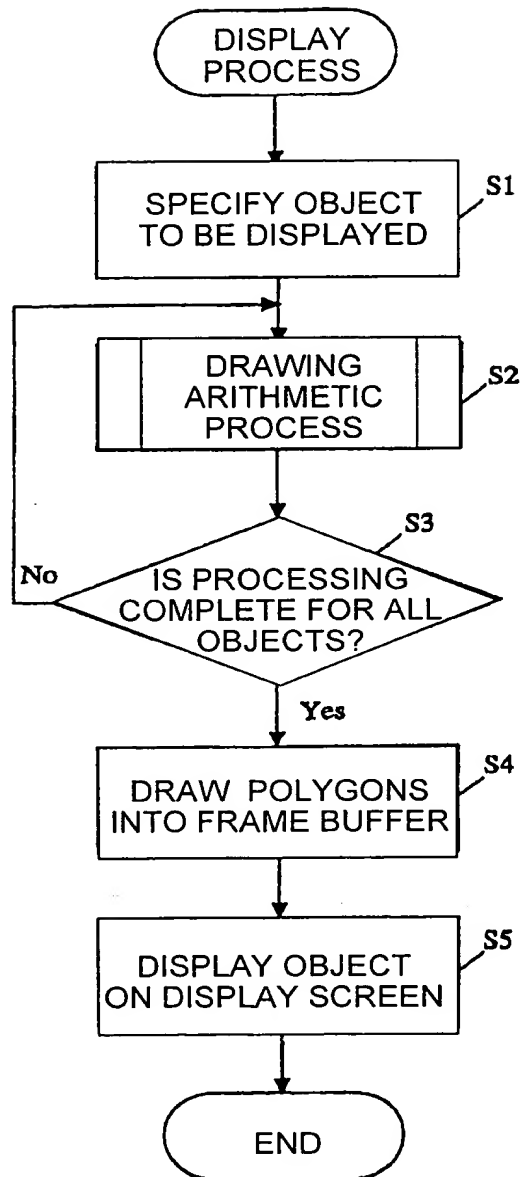 DISPLAY
PROCESS
SPECIFY OBJECT
TO BE DISPLAYED
S1
DRAWING
ARITHMETIC
PROCESS
S2
S3
No
IS PROCESSING
COMPLETE FOR ALL
OBJECTS?
Yes
S4
DRAW POLYGONS
INTO FRAME BUFFER
S5
DISPLAY OBJECT
ON DISPLAY SCREEN
END